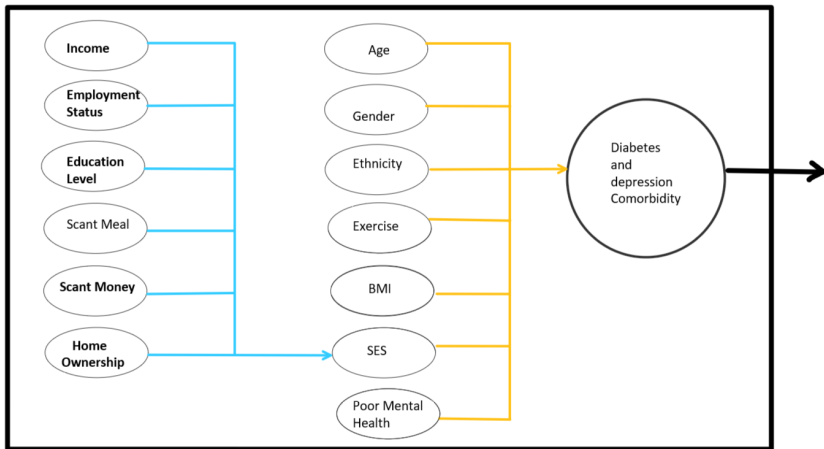 Income
Employment
Status
Education
Level
Scant Meal
Scant Money
Home
Ownership
Age
Gender
Ethnicity
Exercise
BMI
SES
Poor Mental
Health
Diabetes
and
depression
Comorbidity